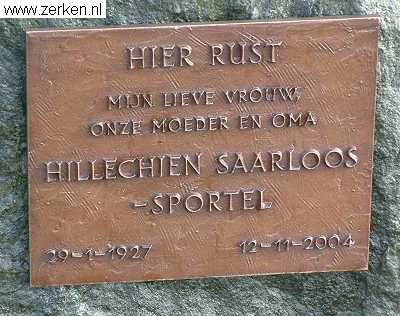 www.zerken.nl
HIER RUST
MIJN LIEVE VROUW,
ONZE MOEDER EN OMA
HILLECHIEN SAARLOOS
-SPORTEL
29-1-1927 12-11-2004